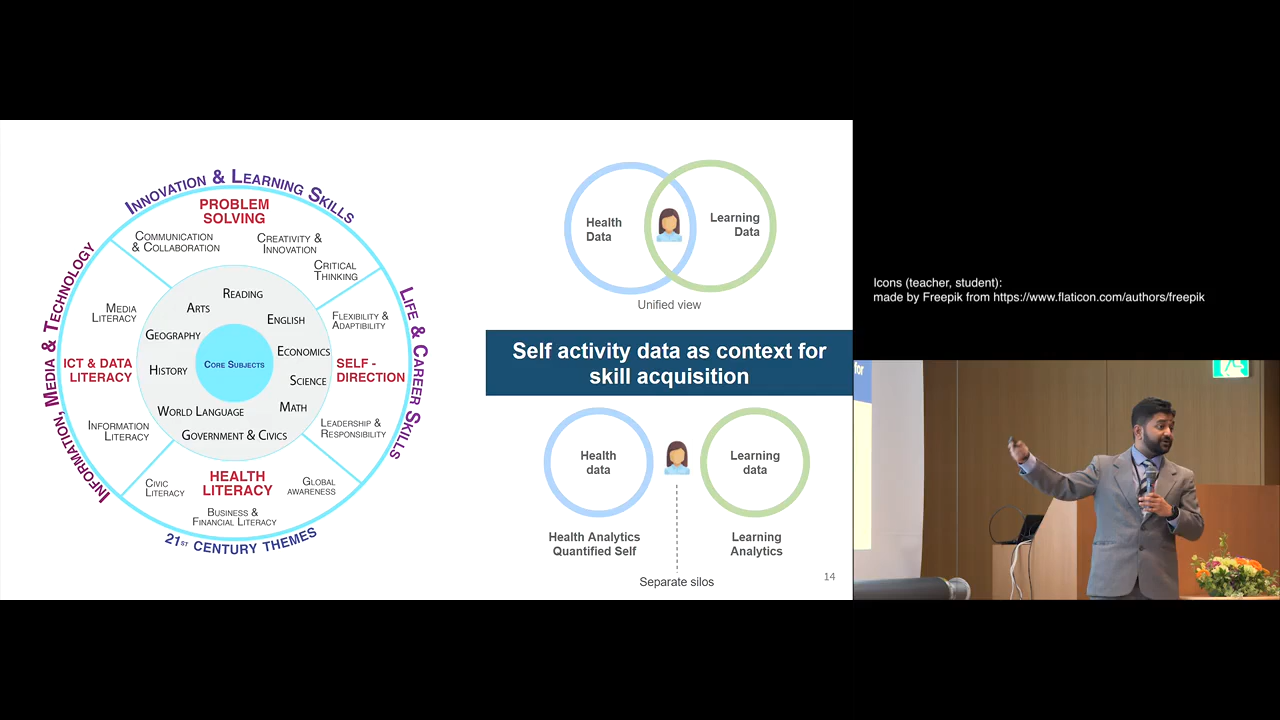 INNOVATION & LEARNING SKILLS
PROBLEM
SOLVING
COMMUNICATION
& COLLABORATION
CREATIVITY &
INNOVATION
CRITICAL
THINKING
INFORMATION, MEDIA & TECHNOLOGY
MEDIA
LITERACY
ICT & DATA
LITERACY
INFORMATION
LITERACY
READING
ARTS
ENGLISH
GEOGRAPHY
ECONOMICS
CORE SUBJECTS
HISTORY
SCIENCE
MATH
WORLD LANGUAGE
GOVERNMENT & CIVICS
LIFE & CAREER SKILLS
FLEXIBILITY &
ADAPTIBILITY
SELF -
DIRECTION
LEADERSHIP &
RESPONSIBILITY
CIVIC
LITERACY
HEALTH
LITERACY
GLOBAL
AWARENESS
BUSINESS &
FINANCIAL LITERACY
21ST CENTURY THEMES
Health
Data
Learning
Data
Unified view
Self activity data as context for
skill acquisition
Health
data
Learning
data
Health Analytics
Quantified Self
Learning
Analytics
Separate silos
14
Icons (teacher, student):
made by Freepik from https://www.flaticon.com/authors/freepik
for